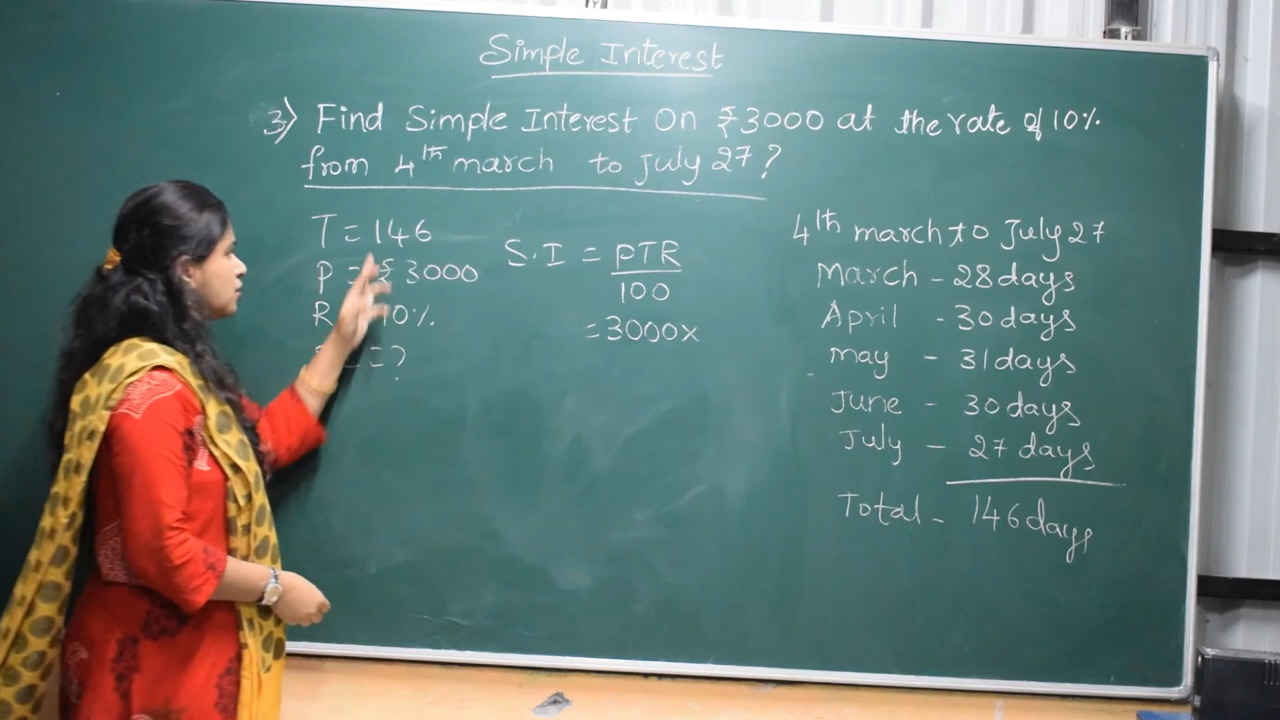 Simple Interest
3) Find Simple Interest On ₹3000 at the rate of 10%
from 4th march to July 27?
T = 146
P = ₹3000
R 10%
= ?
S.I = PTR
100
= 3000x
4th march to July 27
March - 28 days
April - 30 days
May - 31 days
June - 30 days
July - 27 days
Total - 146 days